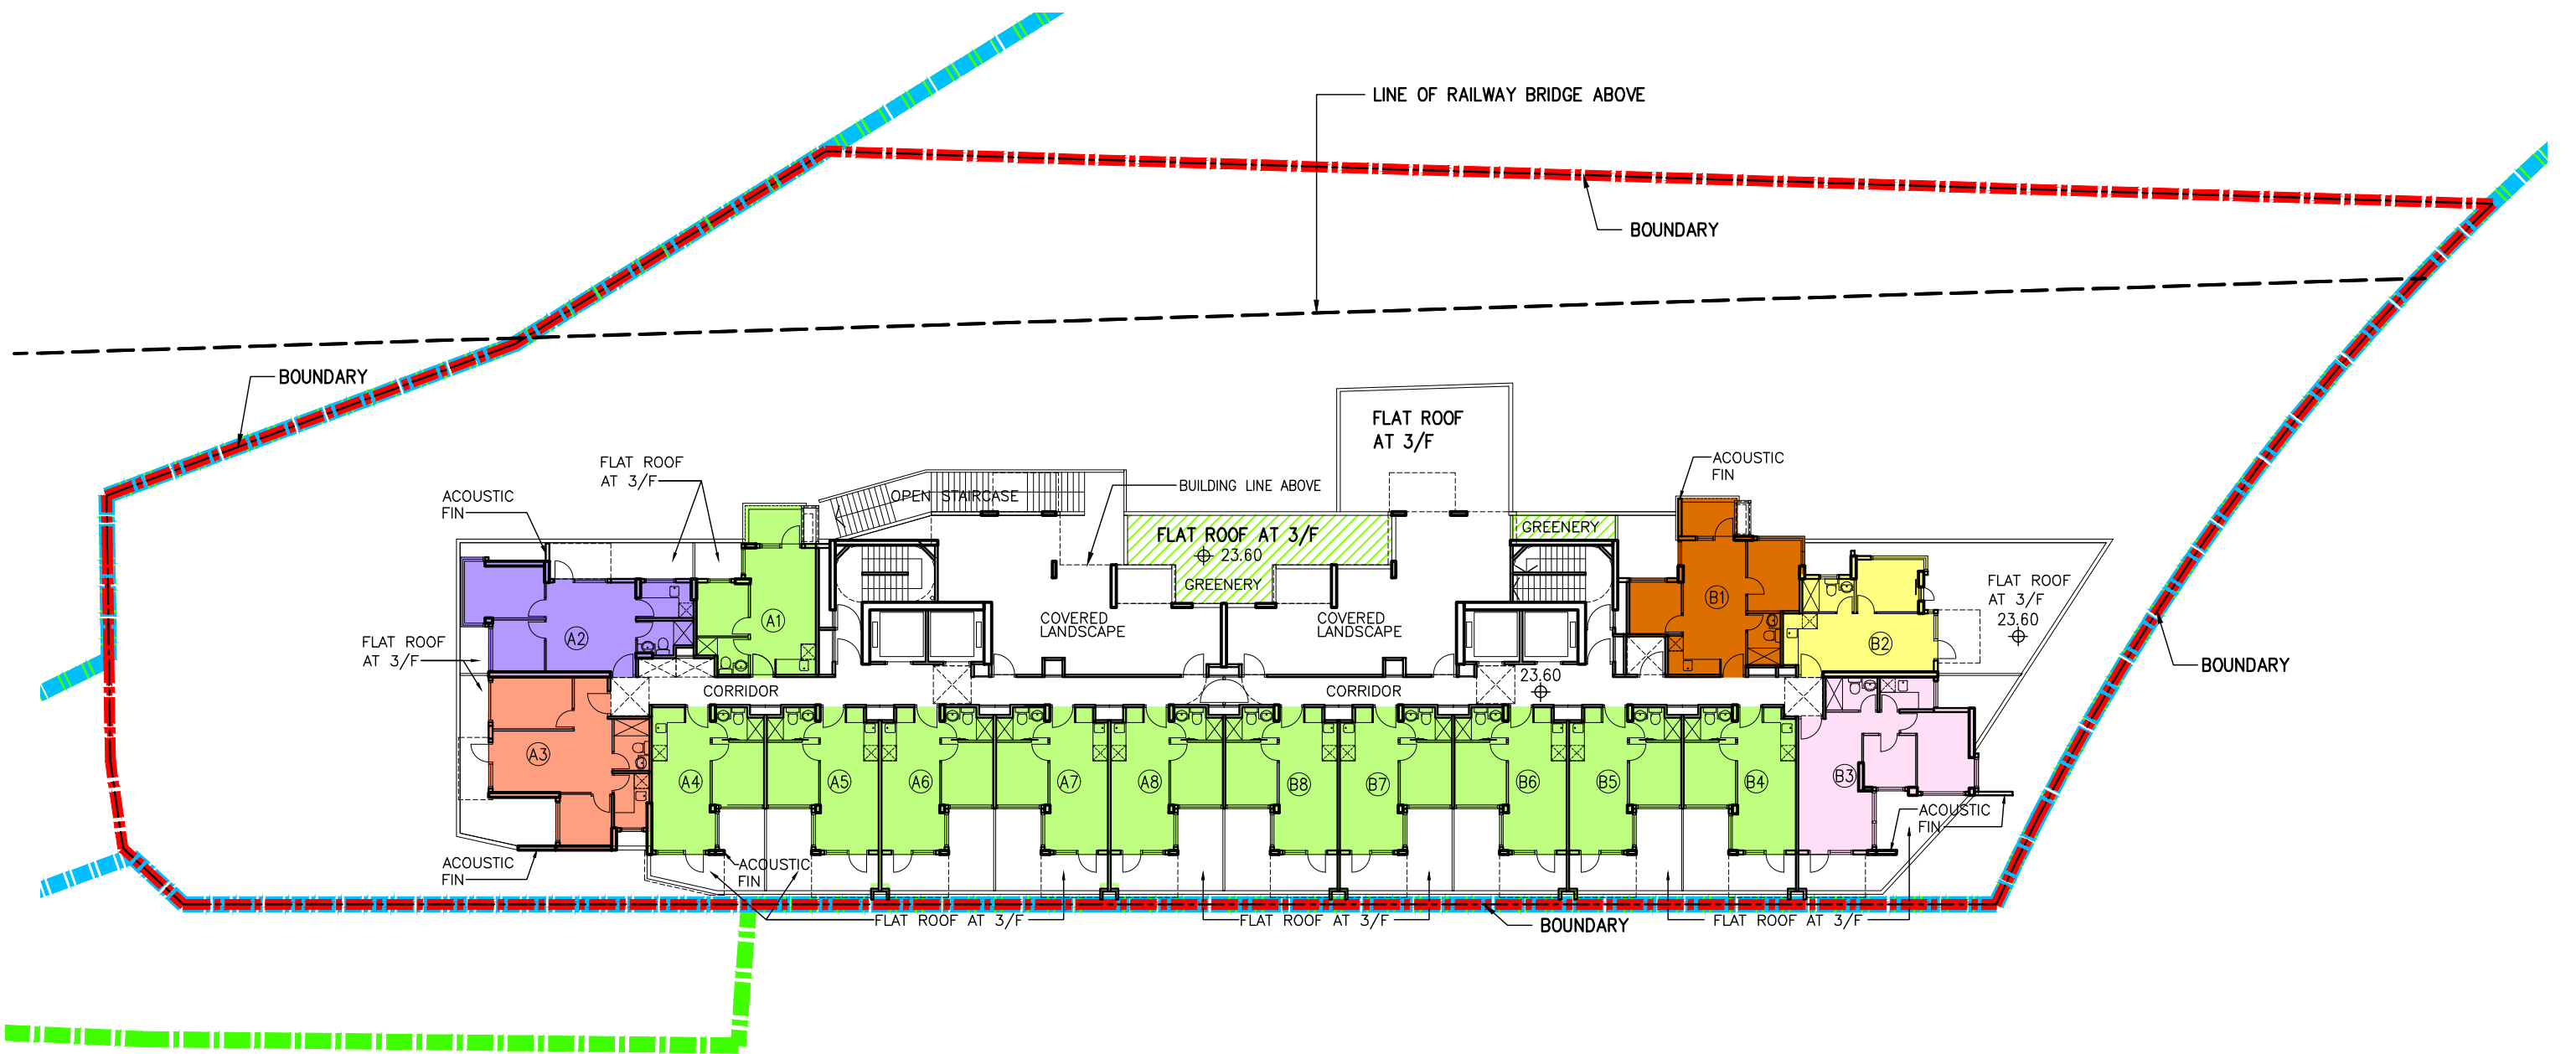 LINE OF RAILWAY BRIDGE ABOVE
BOUNDARY
BOUNDARY
FLAT ROOF
AT 3/F
FLAT ROOF
AT 3/F
ACOUSTIC
FIN
ACOUSTIC
FIN
OPEN STAIRCASE
BUILDING LINE ABOVE
FLAT ROOF AT 3/F
23.60
GREENERY
GREENERY
FLAT ROOF
AT 3/F
23.60
COVERED
LANDSCAPE
COVERED
LANDSCAPE
A1
A2
B1
B2
FLAT ROOF
AT 3/F
BOUNDARY
CORRIDOR
CORRIDOR
23.60
A3
A4
A5
A6
A7
A8
B8
B7
B6
B5
B4
B3
ACOUSTIC
FIN
ACOUSTIC
FIN
ACOUSTIC
FIN
FLAT ROOF AT 3/F
FLAT ROOF AT 3/F
FLAT ROOF AT 3/F
BOUNDARY